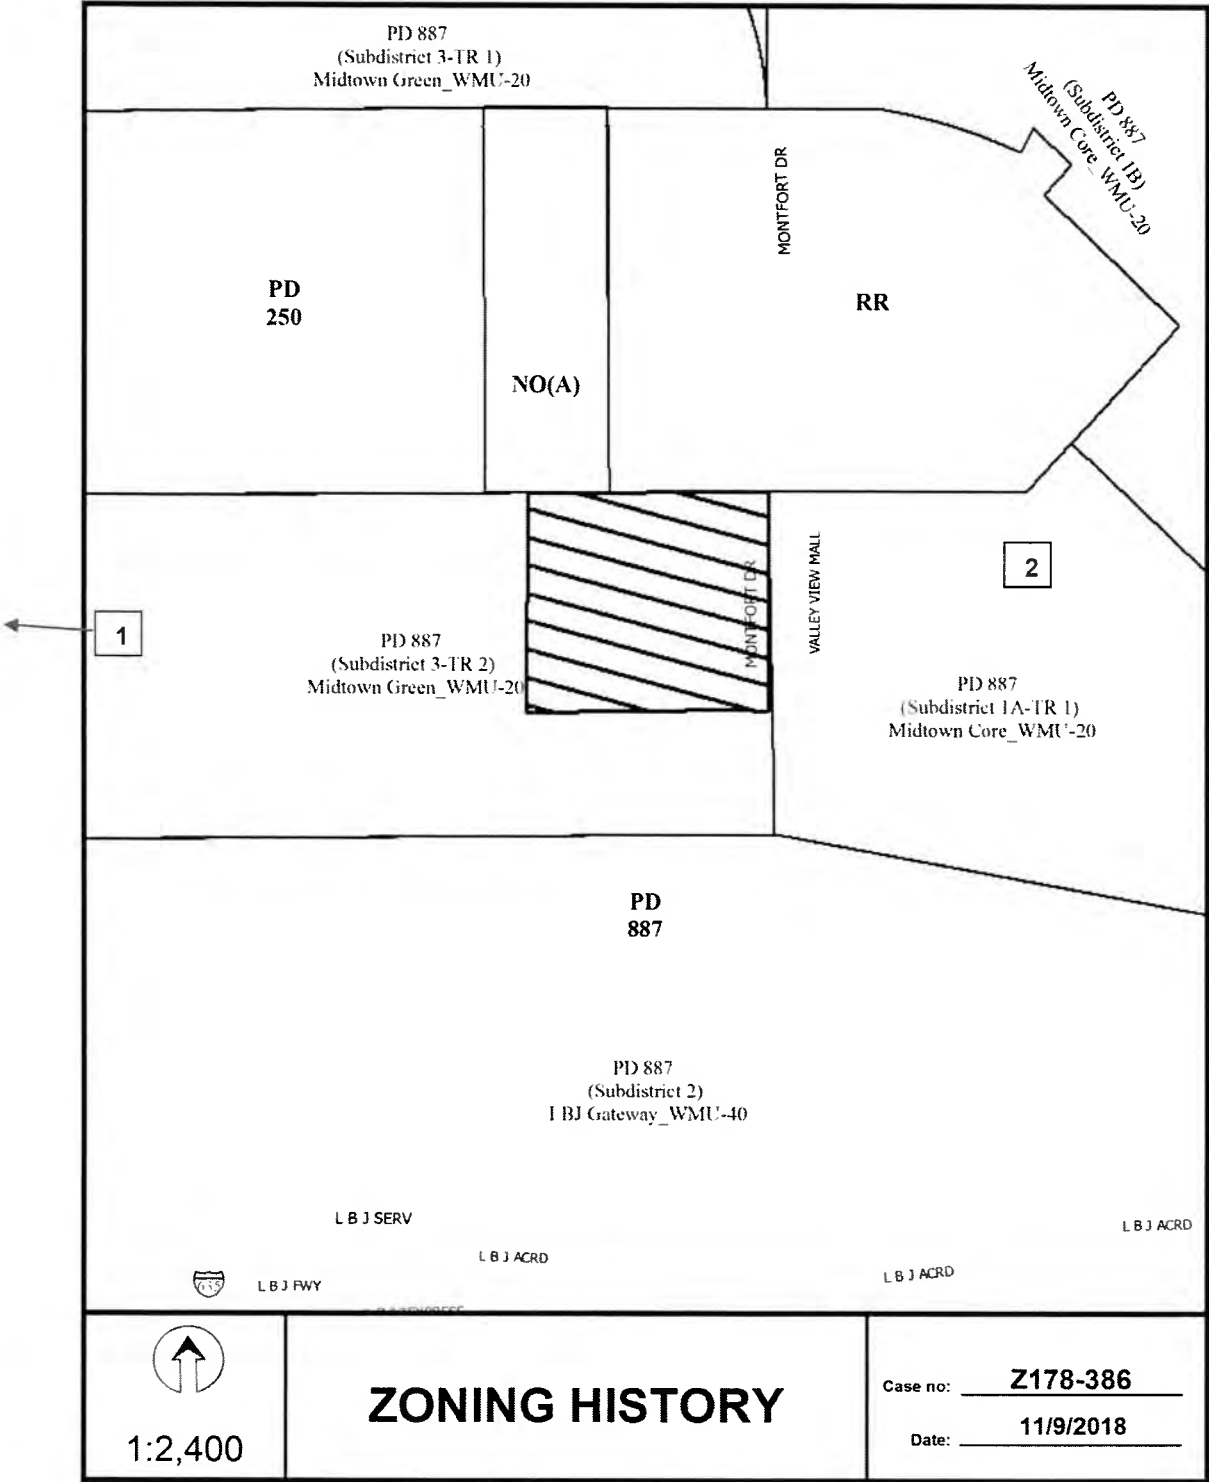 PD 887
(Subdistrict 3-TR 1)
Midtown Green_WMU-20
PD 887
(Subdistrict 1B)
Midtown Core_WMU-20
MONTFORT DR
PD
250
RR
NO(A)
2
1
MONTFORT DR
VALLEY VIEW MALL
PD 887
(Subdistrict 3-TR 2)
Midtown Green_WMU-20
PD 887
(Subdistrict 1A-TR 1)
Midtown Core_WMU-20
PD
887
PD 887
(Subdistrict 2)
LBJ Gateway_WMU-40
L B J SERV
L B J ACRD
L B J ACRD
L B J ACRD
635
L B J FWY
1:2,400
ZONING HISTORY
Case no: Z178-386
Date: 11/9/2018